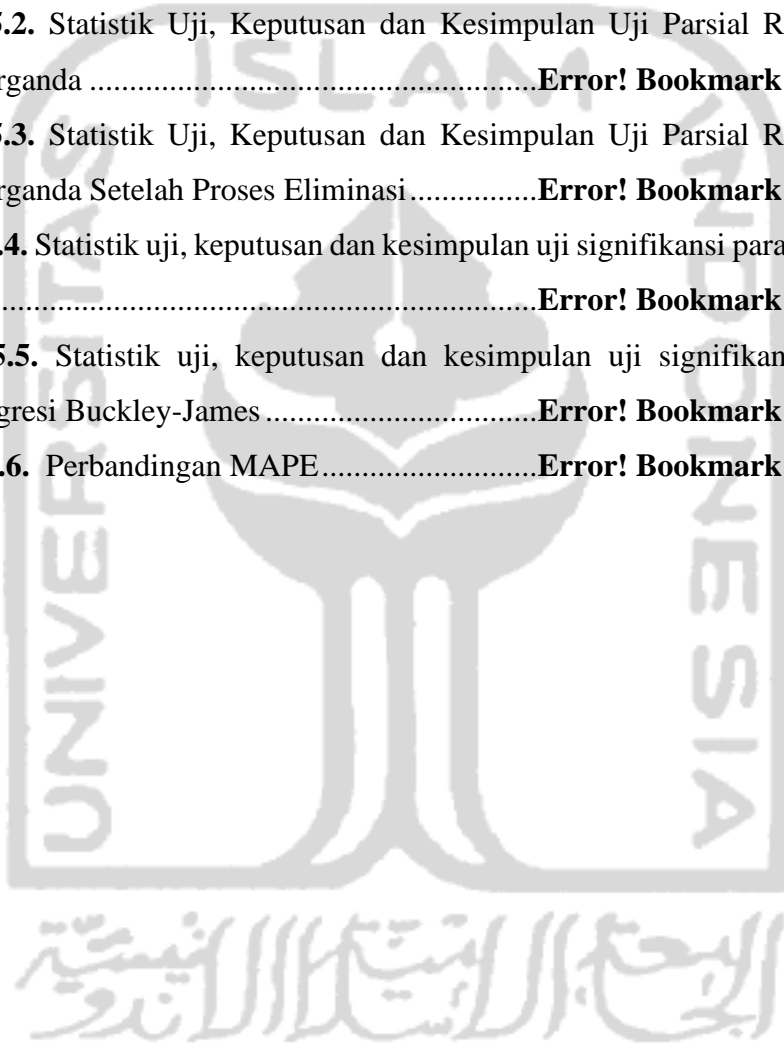 5.2. Statistik Uji, Keputusan dan Kesimpulan Uji Parsial R
rganda ........................................................Error! Bookmark
5.3. Statistik Uji, Keputusan dan Kesimpulan Uji Parsial R
rganda Setelah Proses Eliminasi................Error! Bookmark
.4. Statistik uji, keputusan dan kesimpulan uji signifikansi para
...................................................................Error! Bookmark
5.5. Statistik uji, keputusan dan kesimpulan uji signifikan
gresi Buckley-James..................................Error! Bookmark
.6. Perbandingan MAPE...........................Error! Bookmark
ISLAM
UNIVERSITAS
INDONESIA